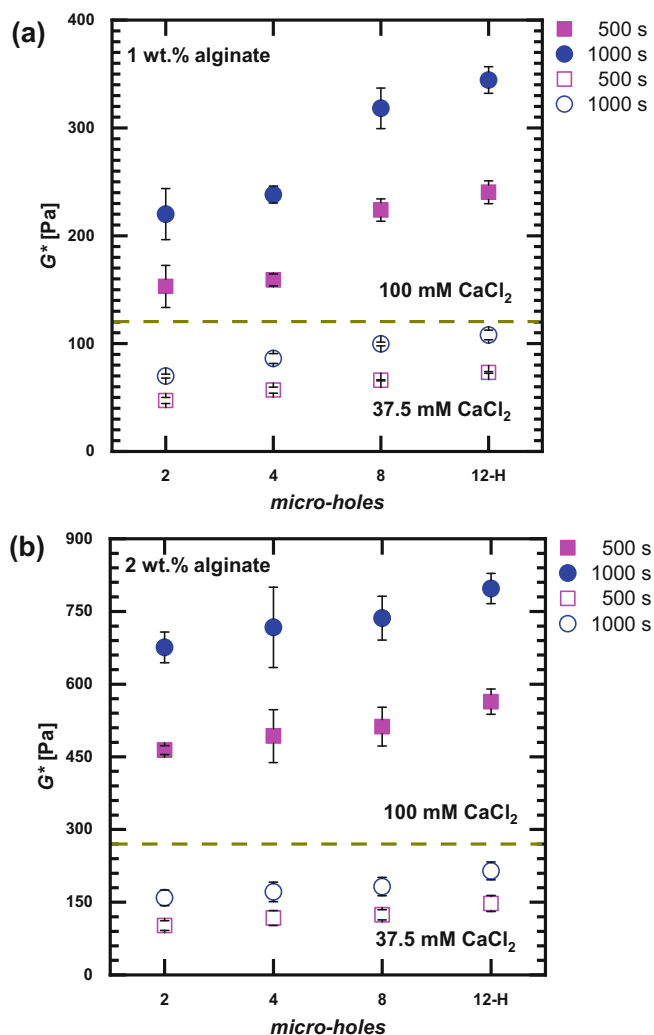 (a)
1 wt.% alginate
500 s
1000 s
500 s
1000 s
400
300
200
100
0
G* [Pa]
100 mM CaCl₂
37.5 mM CaCl₂
2 4 8 12-H
micro-holes
(b)
2 wt.% alginate
500 s
1000 s
500 s
1000 s
900
750
600
450
300
150
0
G* [Pa]
100 mM CaCl₂
37.5 mM CaCl₂
2 4 8 12-H
micro-holes